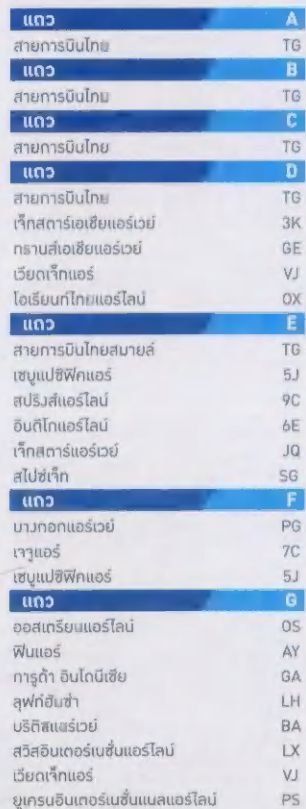 แถว A
สายการบินไทย TG
แถว B
สายการบินไทย TG
แถว C
สายการบินไทย TG
แถว D
สายการบินไทย TG
เจ็ทสตาร์เอเชียแอร์เวย์ 3K
ทรานส์เอเชียแอร์เวย์ GE
เวียดเจ็ทแอร์ VJ
โอเรียนท์ไทยแอร์ไลน์ OX
แถว E
สายการบินไทยสมายล์ TG
เซบูแปซิฟิคแอร์ 5J
สปริงส์แอร์ไลน์ 9C
อินดิโกแอร์ไลน์ 6E
เจ็ทสตาร์แอร์เวย์ JQ
สไปซ์เจ็ท SG
แถว F
บางกอกแอร์เวย์ PG
เจจูแอร์ 7C
เซบูแปซิฟิคแอร์ 5J
แถว G
ออสเตรียนแอร์ไลน์ OS
ฟินแอร์ AY
การูด้า อินโดนีเซีย GA
ลุฟท์ฮันซ่า LH
บริติชแอร์เวย์ BA
สวิสอินเตอร์เนชั่นแอร์ไลน์ LX
เวียดเจ็ทแอร์ VJ
ยูเครนอินเตอร์เนชั่นแนลแอร์ไลน์ PS